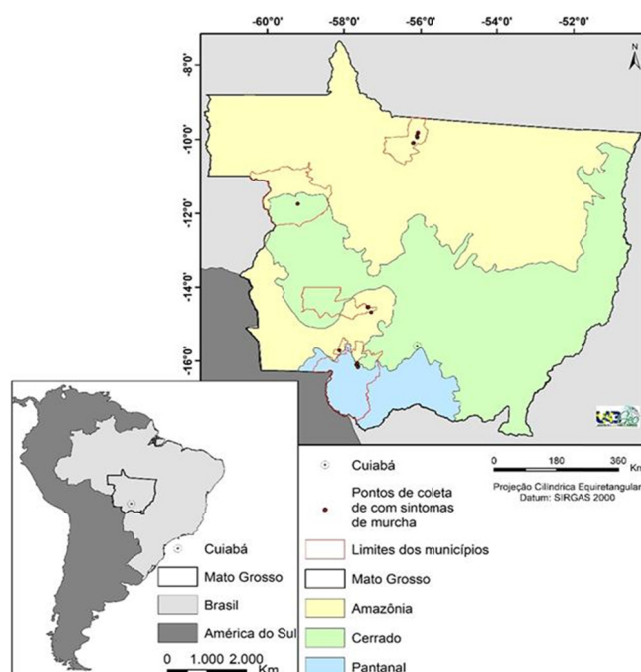 -60°0' -58°0' -56°0' -54°0' -52°0'
N
-8°0'
-10°0'
-12°0'
-14°0'
-16°0'
Cuiabá
Pontos de coleta
de com sintomas
de murcha
Limites dos municípios
Mato Grosso
Amazônia
Cerrado
Pantanal
0 180 360
Km
Projeção Cilíndrica Equiretangular
Datum: SIRGAS 2000
Cuiabá
Mato Grosso
Brasil
América do Sul
0 1.000 2.000
Km